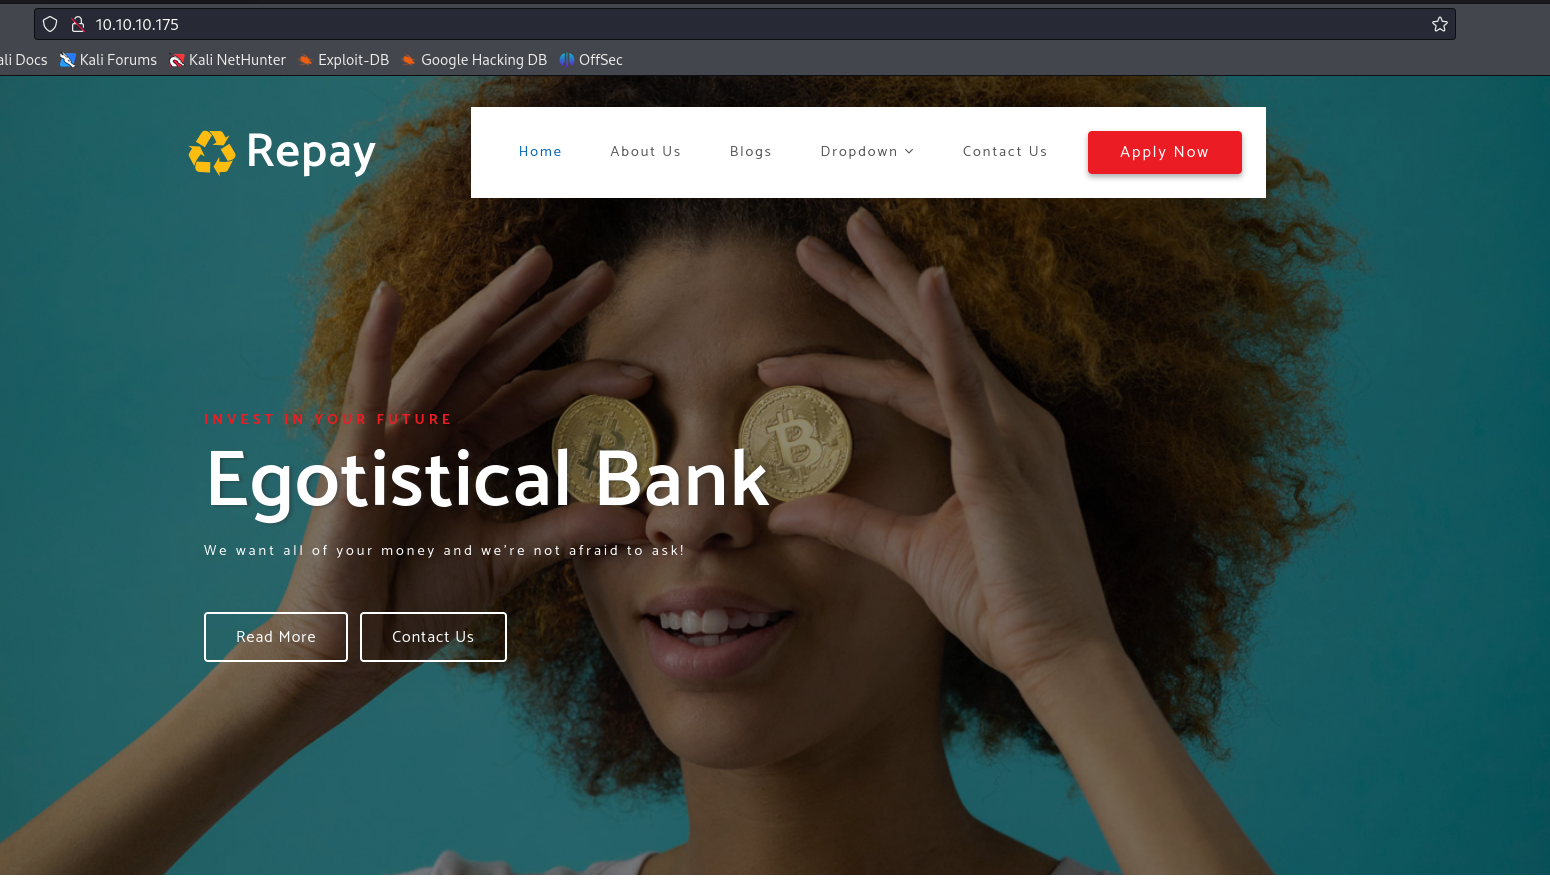 10.10.10.175
ali Docs Kali Forums Kali NetHunter Exploit-DB Google Hacking DB OffSec
Repay
Home About Us Blogs Dropdown Contact Us Apply Now
INVEST IN YOUR FUTURE
Egotistical Bank
We want all of your money and we're not afraid to ask!
Read More Contact Us